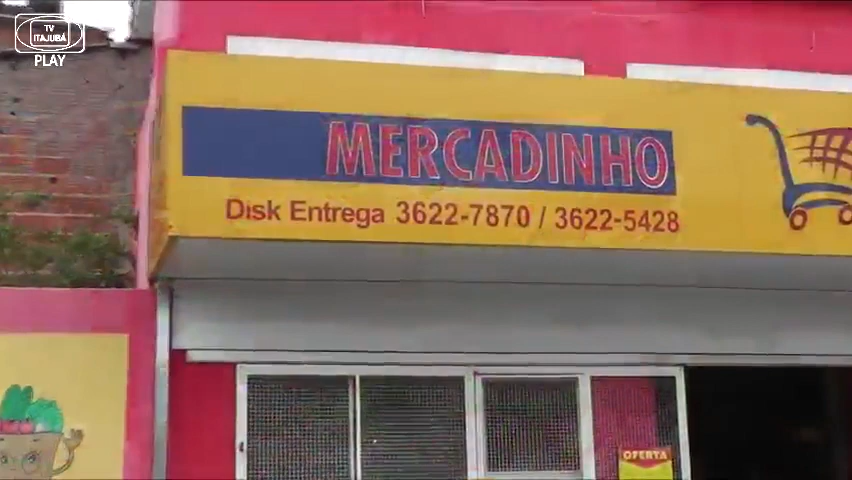 TV
ITAJUBÁ
PLAY
MERCADINHO
Disk Entrega 3622-7870 / 3622-5428
OFERTA